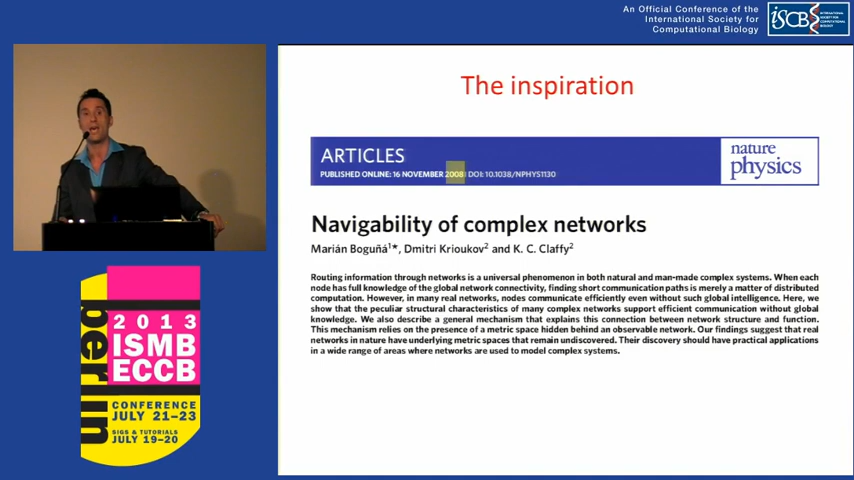 An Official Conference of the
International Society for
Computational Biology
ISCB
INTERNATIONAL
SOCIETY FOR
COMPUTATIONAL
BIOLOGY
The inspiration
ARTICLES
PUBLISHED ONLINE: 16 NOVEMBER 2008 | DOI: 10.1038/NPHYS1130
nature
physics
Navigability of complex networks
Marián Boguñá¹*, Dmitri Krioukov² and K. C. Claffy²
Routing information through networks is a universal phenomenon in both natural and man-made complex systems. When each
node has full knowledge of the global network connectivity, finding short communication paths is merely a matter of distributed
computation. However, in many real networks, nodes communicate efficiently even without such global intelligence. Here, we
show that the peculiar structural characteristics of many complex networks support efficient communication without global
knowledge. We also describe a general mechanism that explains this connection between network structure and function.
This mechanism relies on the presence of a metric space hidden behind an observable network. Our findings suggest that real
networks in nature have underlying metric spaces that remain undiscovered. Their discovery should have practical applications
in a wide range of areas where networks are used to model complex systems.
berlin
2013
ISMB
ECCB
CONFERENCE
JULY 21–23
SIGS & TUTORIALS
JULY 19–20